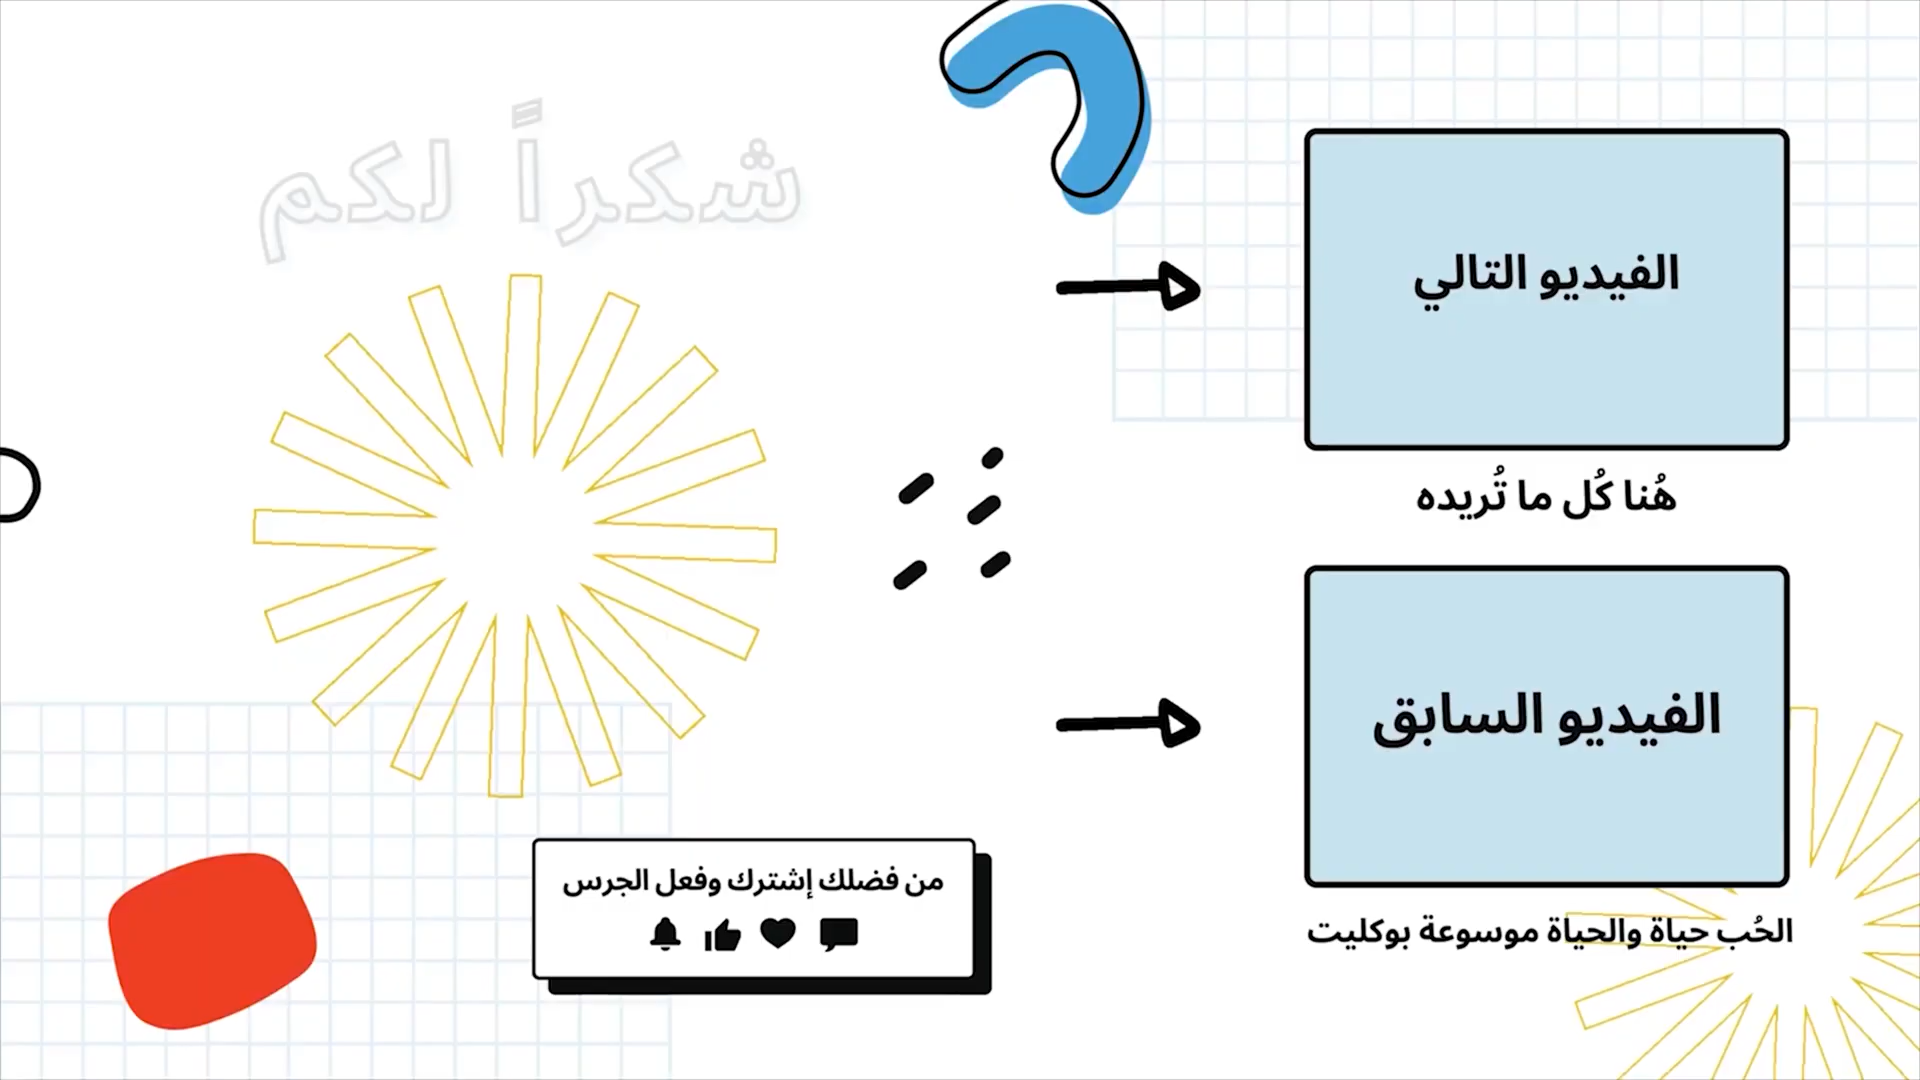 شكراً لكم
الفيديو التالي
هُنا كُل ما تُريده
الفيديو السابق
الحُب حياة والحياة موسوعة بوكليت
من فضلك إشترك وفعل الجرس